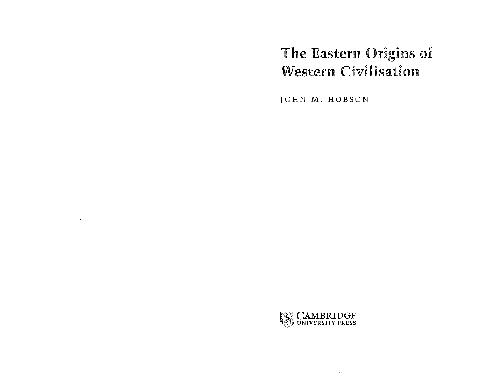 The Eastern Origins of
Western Civilisation
JOHN M. HOBSON
CAMBRIDGE
UNIVERSITY PRESS